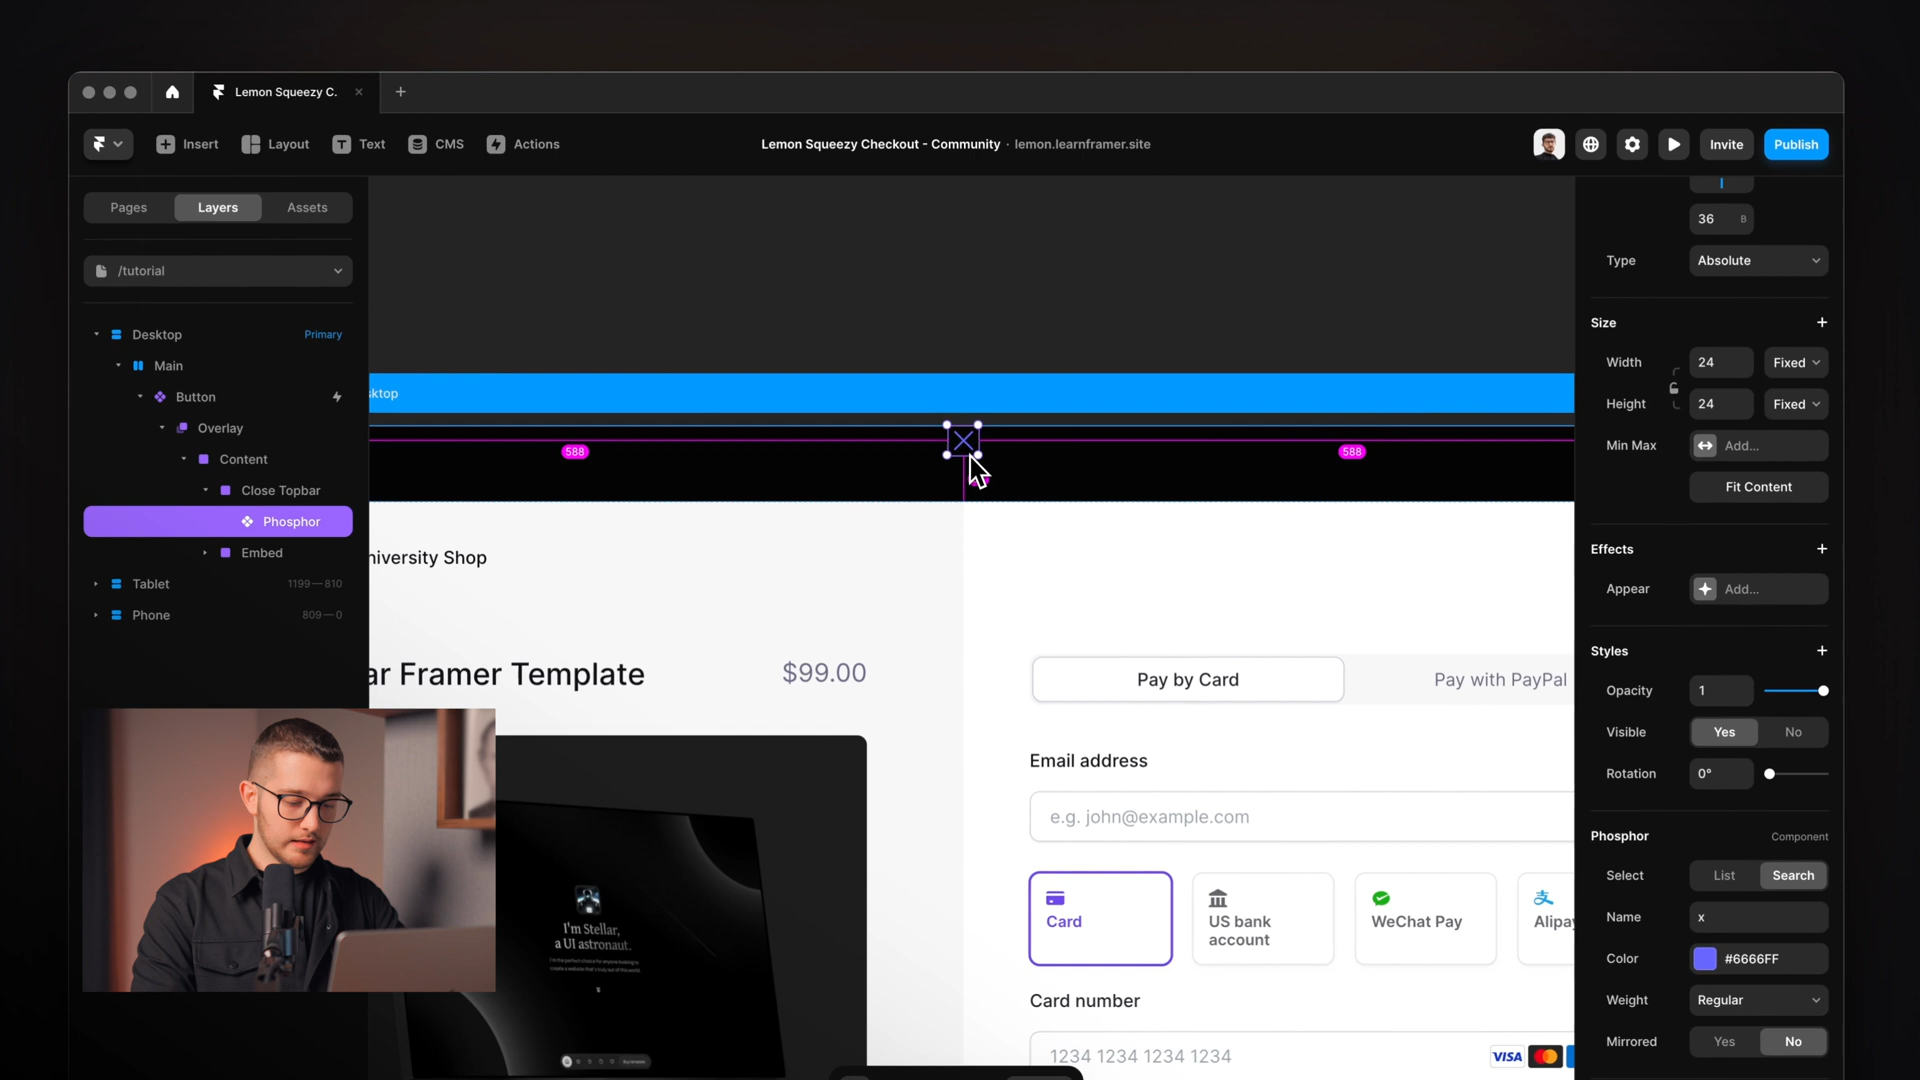 Lemon Squeezy C.
Insert
Layout
Text
CMS
Actions
Lemon Squeezy Checkout - Community · lemon.learnframer.site
Invite
Publish
Pages
Layers
Assets
/tutorial
Desktop
Primary
Main
Button
Overlay
Content
Close Topbar
Phosphor
Embed
Tablet
1199—810
Phone
809—0
sktop
588
588
niversity Shop
ar Framer Template
$99.00
I'm Stellar,
a UI astronaut.
Pay by Card
Pay with PayPal
Email address
e.g. john@example.com
Card
US bank
account
WeChat Pay
Alipay
Card number
1234 1234 1234 1234
VISA
36
B
Type
Absolute
Size
Width
24
Fixed
Height
24
Fixed
Min Max
Add...
Fit Content
Effects
Appear
Add...
Styles
Opacity
1
Visible
Yes
No
Rotation
0°
Phosphor
Component
Select
List
Search
Name
x
Color
#6666FF
Weight
Regular
Mirrored
Yes
No